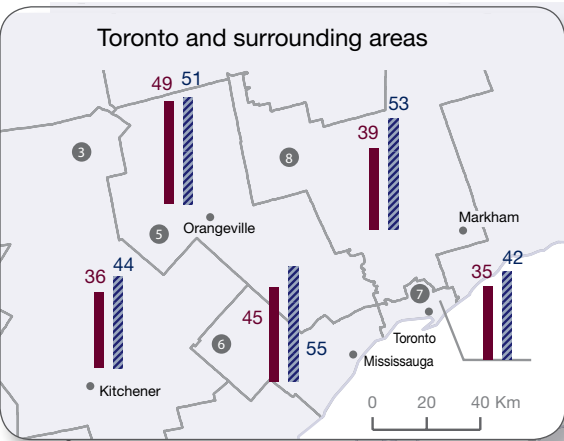 Toronto and surrounding areas
49 51
53
39
3
8
5
Orangeville
Markham
36 44
35 42
7
45
6
55
Toronto
Mississauga
Kitchener
0 20 40 Km